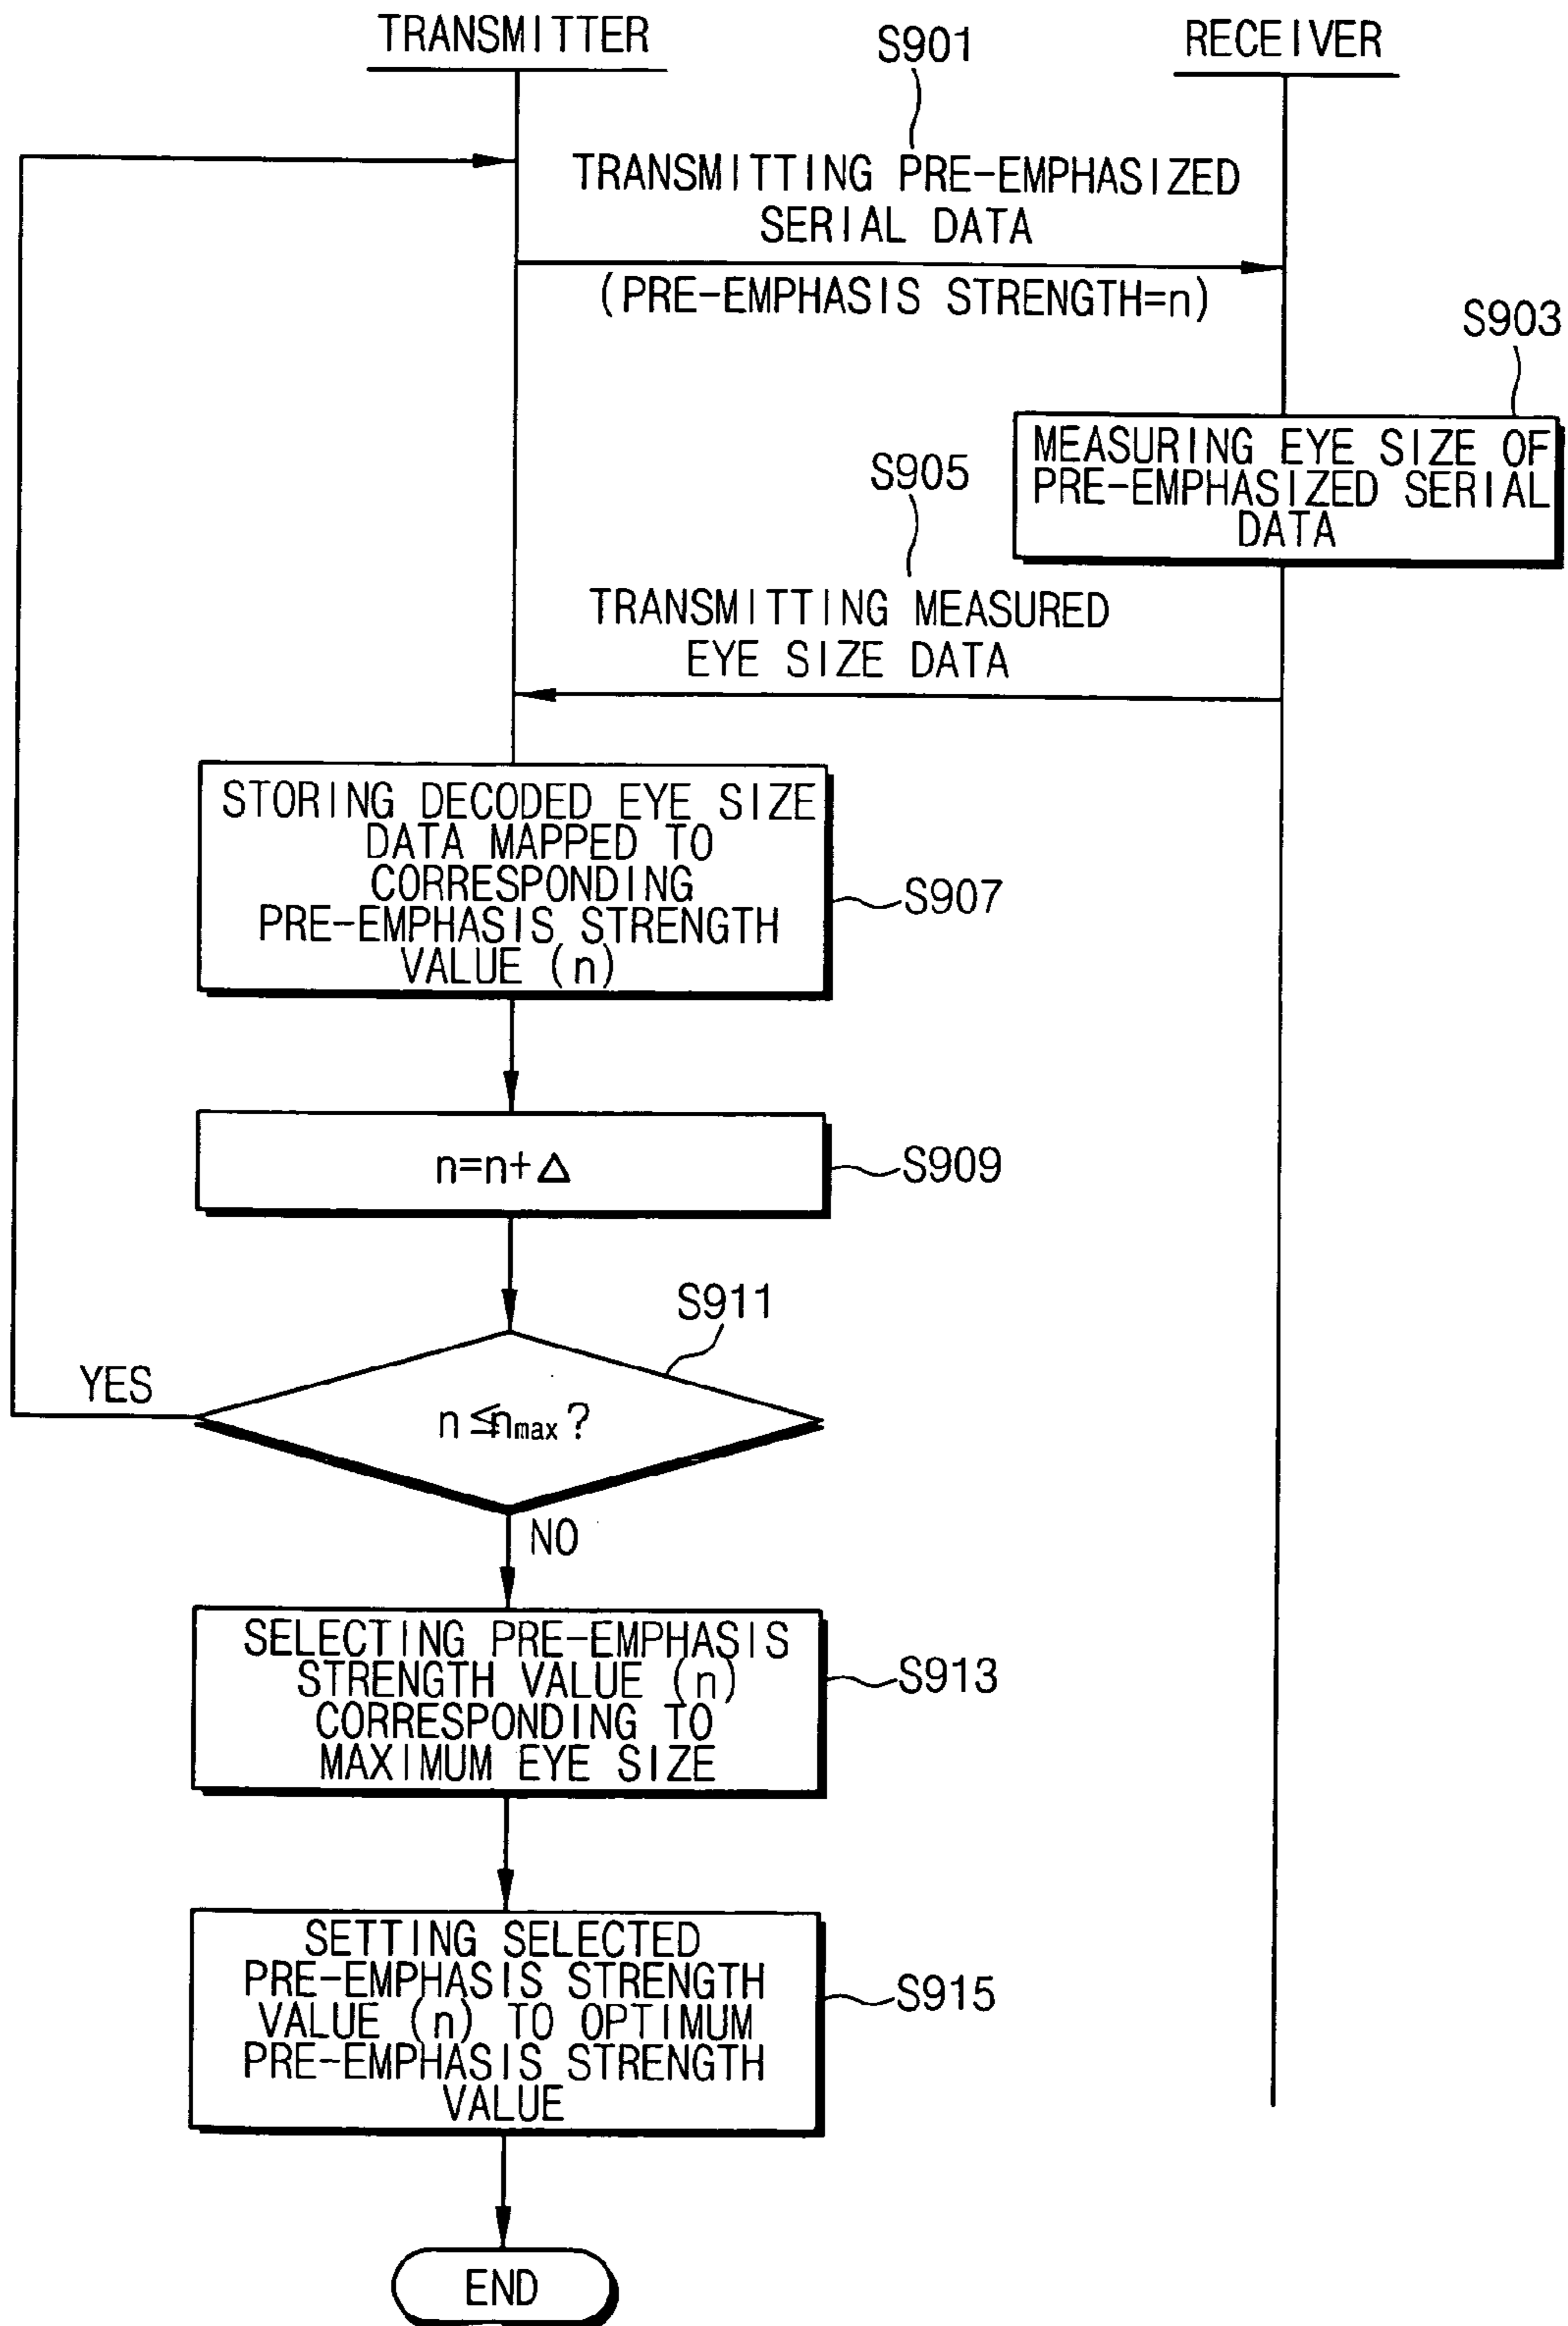 TRANSMITTER
S901
RECEIVER
TRANSMITTING PRE-EMPHASIZED
SERIAL DATA
(PRE-EMPHASIS STRENGTH=n)
S903
MEASURING EYE SIZE OF
PRE-EMPHASIZED SERIAL
DATA
S905
TRANSMITTING MEASURED
EYE SIZE DATA
STORING DECODED EYE SIZE
DATA MAPPED TO
CORRESPONDING
PRE-EMPHASIS STRENGTH
VALUE (n)
S907
n=n+△
S909
S911
YES
n≤nmax?
NO
SELECTING PRE-EMPHASIS
STRENGTH VALUE (n)
CORRESPONDING TO
MAXIMUM EYE SIZE
S913
SETTING SELECTED
PRE-EMPHASIS STRENGTH
VALUE (n) TO OPTIMUM
PRE-EMPHASIS STRENGTH
VALUE
S915
END